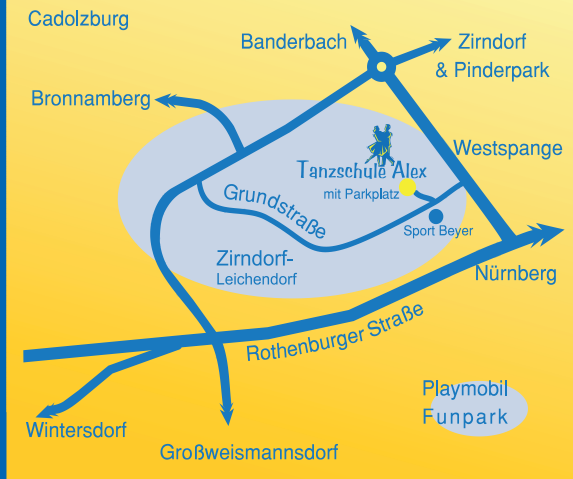 Cadolzburg
Banderbach
Zirndorf
& Pinderpark
Bronnamberg
Westspange
Tanzschule Alex
mit Parkplatz
Grundstraße
Sport Beyer
Zirndorf-
Leichendorf
Nürnberg
Rothenburger Straße
Playmobil
Funpark
Wintersdorf
Großweismannsdorf